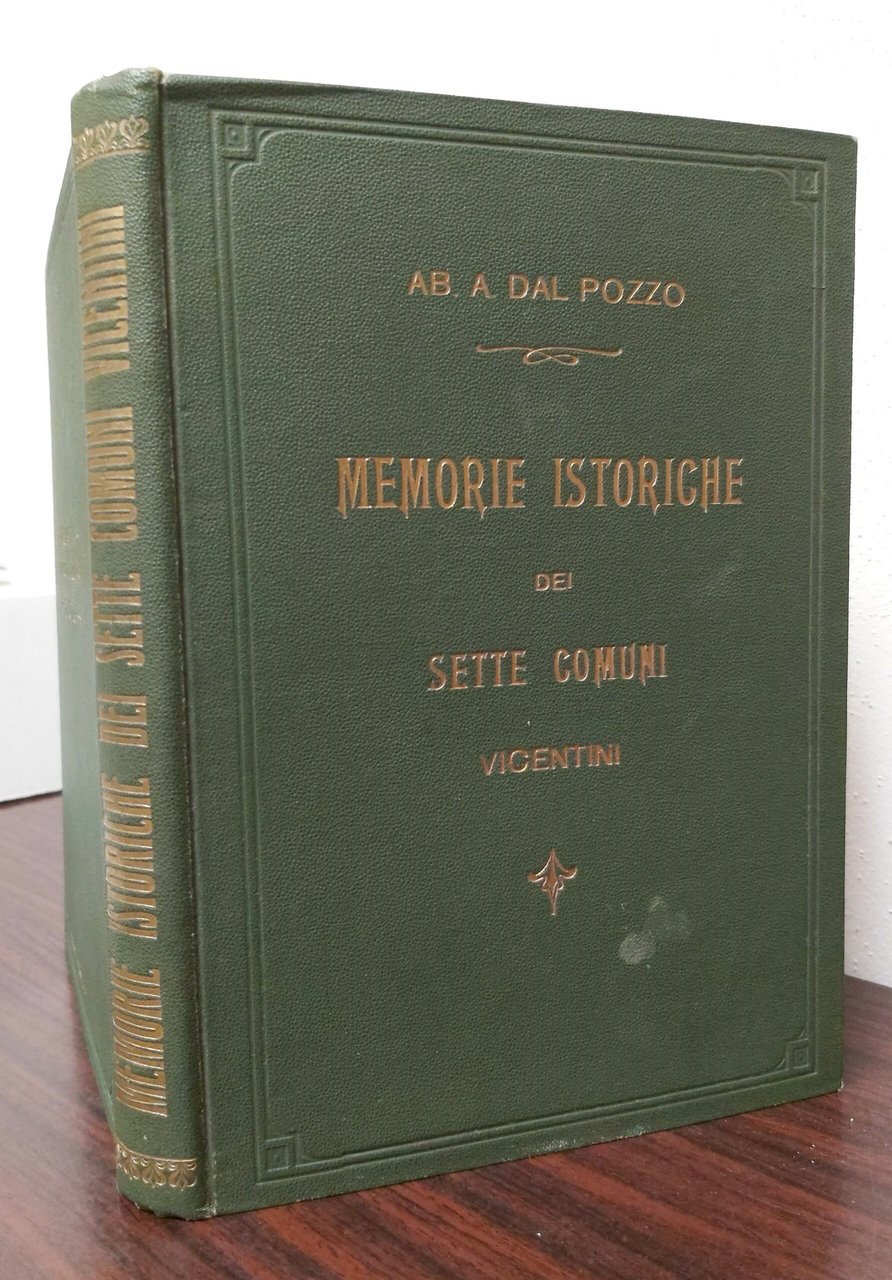 AB. A. DAL POZZO
MEMORIE ISTORICHE
DEI
SETTE COMUNI
VICENTINI
MEMORIE ISTORICHE DEI SETTE COMUNI VICENTINI